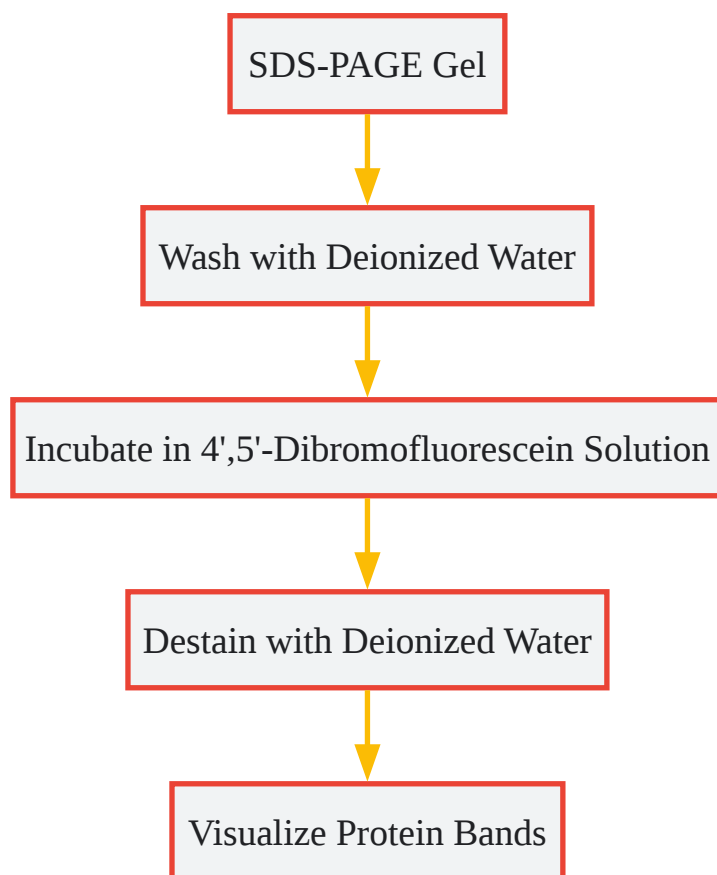 SDS-PAGE Gel
Wash with Deionized Water
Incubate in 4',5'-Dibromofluorescein Solution
Destain with Deionized Water
Visualize Protein Bands